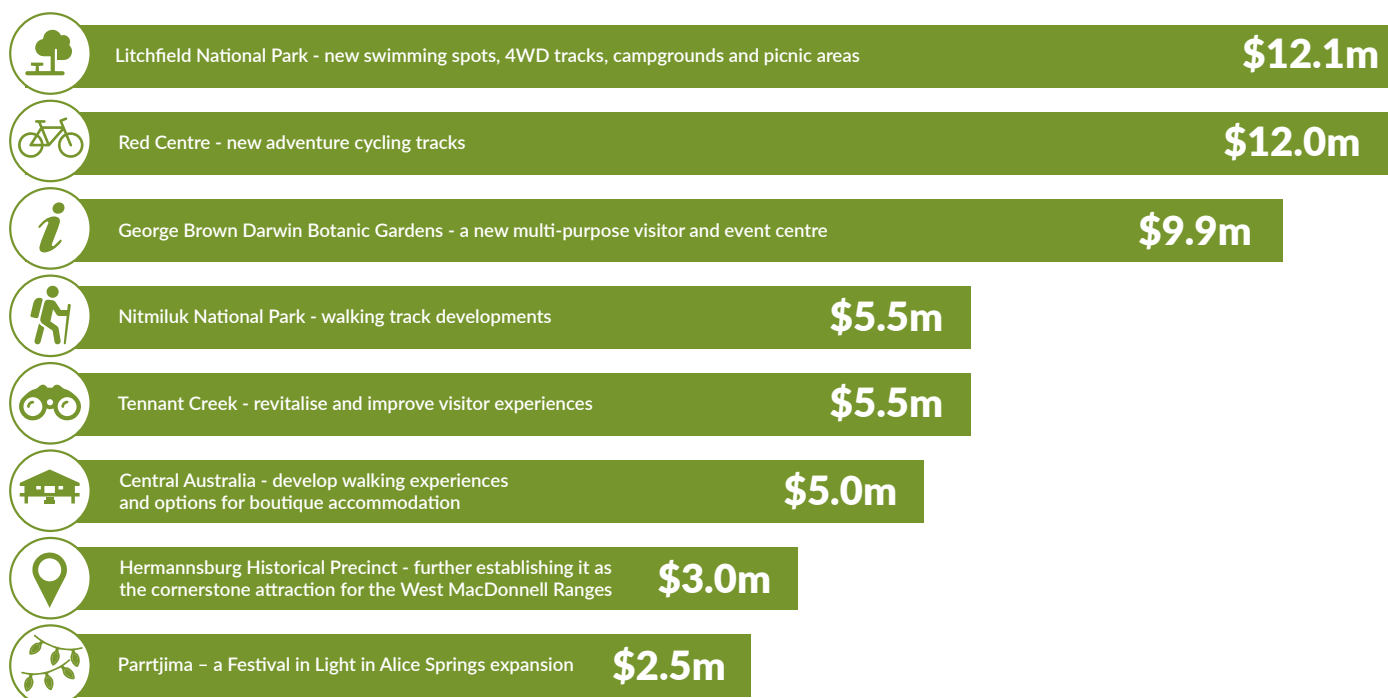 Litchfield National Park - new swimming spots, 4WD tracks, campgrounds and picnic areas
$12.1m
Red Centre - new adventure cycling tracks
$12.0m
George Brown Darwin Botanic Gardens - a new multi-purpose visitor and event centre
$9.9m
Nitmiluk National Park - walking track developments
$5.5m
Tennant Creek - revitalise and improve visitor experiences
$5.5m
Central Australia - develop walking experiences
and options for boutique accommodation
$5.0m
Hermannsburg Historical Precinct - further establishing it as
the cornerstone attraction for the West MacDonnell Ranges
$3.0m
Parrtjima – a Festival in Light in Alice Springs expansion
$2.5m